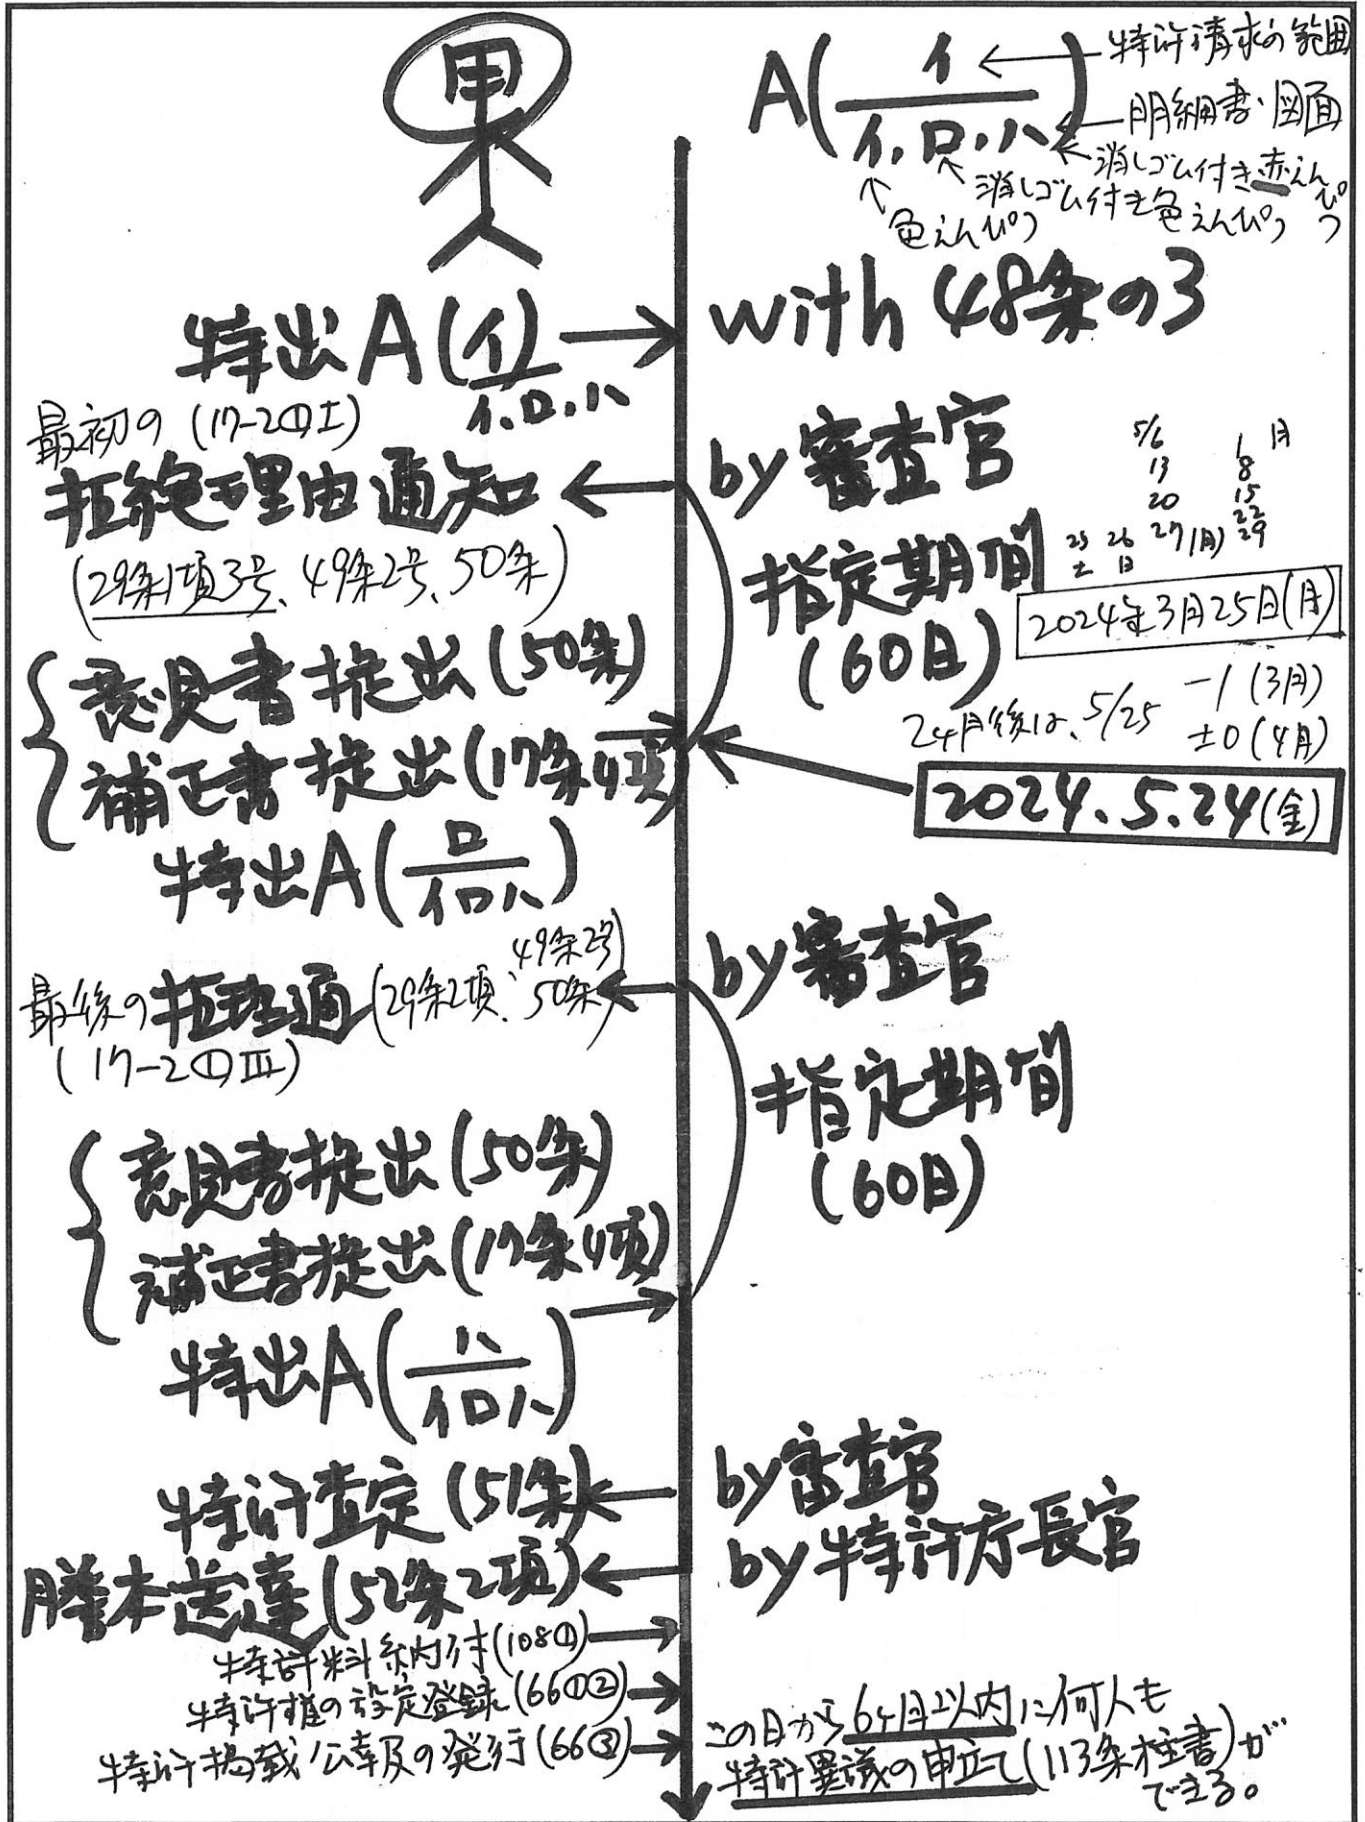 甲
A(イ/イ、ロ、ハ)
特許請求の範囲
明細書・図面
消しゴム付き赤えんぴつ
消しゴム付き色えんぴつ
色えんぴつ
特出A(イ/イ、ロ、ハ)
with 48条の3
最初の (17-2①I)
拒絶理由通知
by 審査官
(29条1項3号、49条2号、50条)
指定期間
(60日)
5/6
13
20
27(月)
25 26
土 日
1 月
8
15
22
29
2024年3月25日(月)
2ヶ月後は、5/25
-1 (3月)
±0 (4月)
2024.5.24(金)
意見書提出(50条)
補正書提出(17条4項)
特出A(ロ/イロハ)
最後の拒理通(29条2項、49条2号、50条)
(17-2①III)
by 審査官
指定期間
(60日)
意見書提出(50条)
補正書提出(17条4項)
特出A(ハ/イロハ)
特許査定(51条)
by審査官
謄本送達(52条2項)
by特許庁長官
特許料納付(108①)
特許権の設定登録(66①②)
特許掲載公報の発行(66③)
この日から6ヶ月以内に何人も
特許異議の申立て(113条柱書)が
できる。